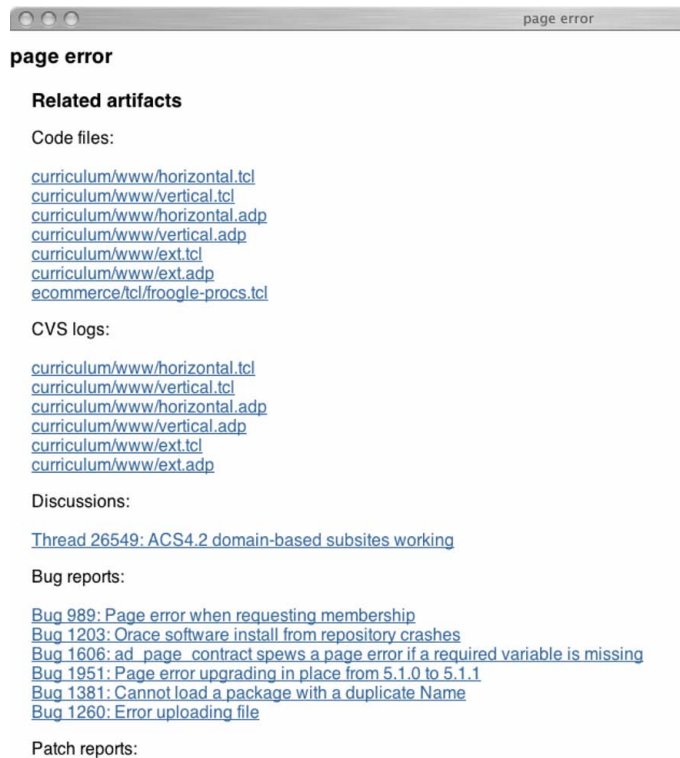 page error
page error
Related artifacts
Code files:
curriculum/www/horizontal.tcl
curriculum/www/vertical.tcl
curriculum/www/horizontal.adp
curriculum/www/vertical.adp
curriculum/www/ext.tcl
curriculum/www/ext.adp
ecommerce/tcl/froogle-procs.tcl
CVS logs:
curriculum/www/horizontal.tcl
curriculum/www/vertical.tcl
curriculum/www/horizontal.adp
curriculum/www/vertical.adp
curriculum/www/ext.tcl
curriculum/www/ext.adp
Discussions:
Thread 26549: ACS4.2 domain-based subsites working
Bug reports:
Bug 989: Page error when requesting membership
Bug 1203: Orace software install from repository crashes
Bug 1606: ad_page_contract spews a page error if a required variable is missing
Bug 1951: Page error upgrading in place from 5.1.0 to 5.1.1
Bug 1381: Cannot load a package with a duplicate Name
Bug 1260: Error uploading file
Patch reports: